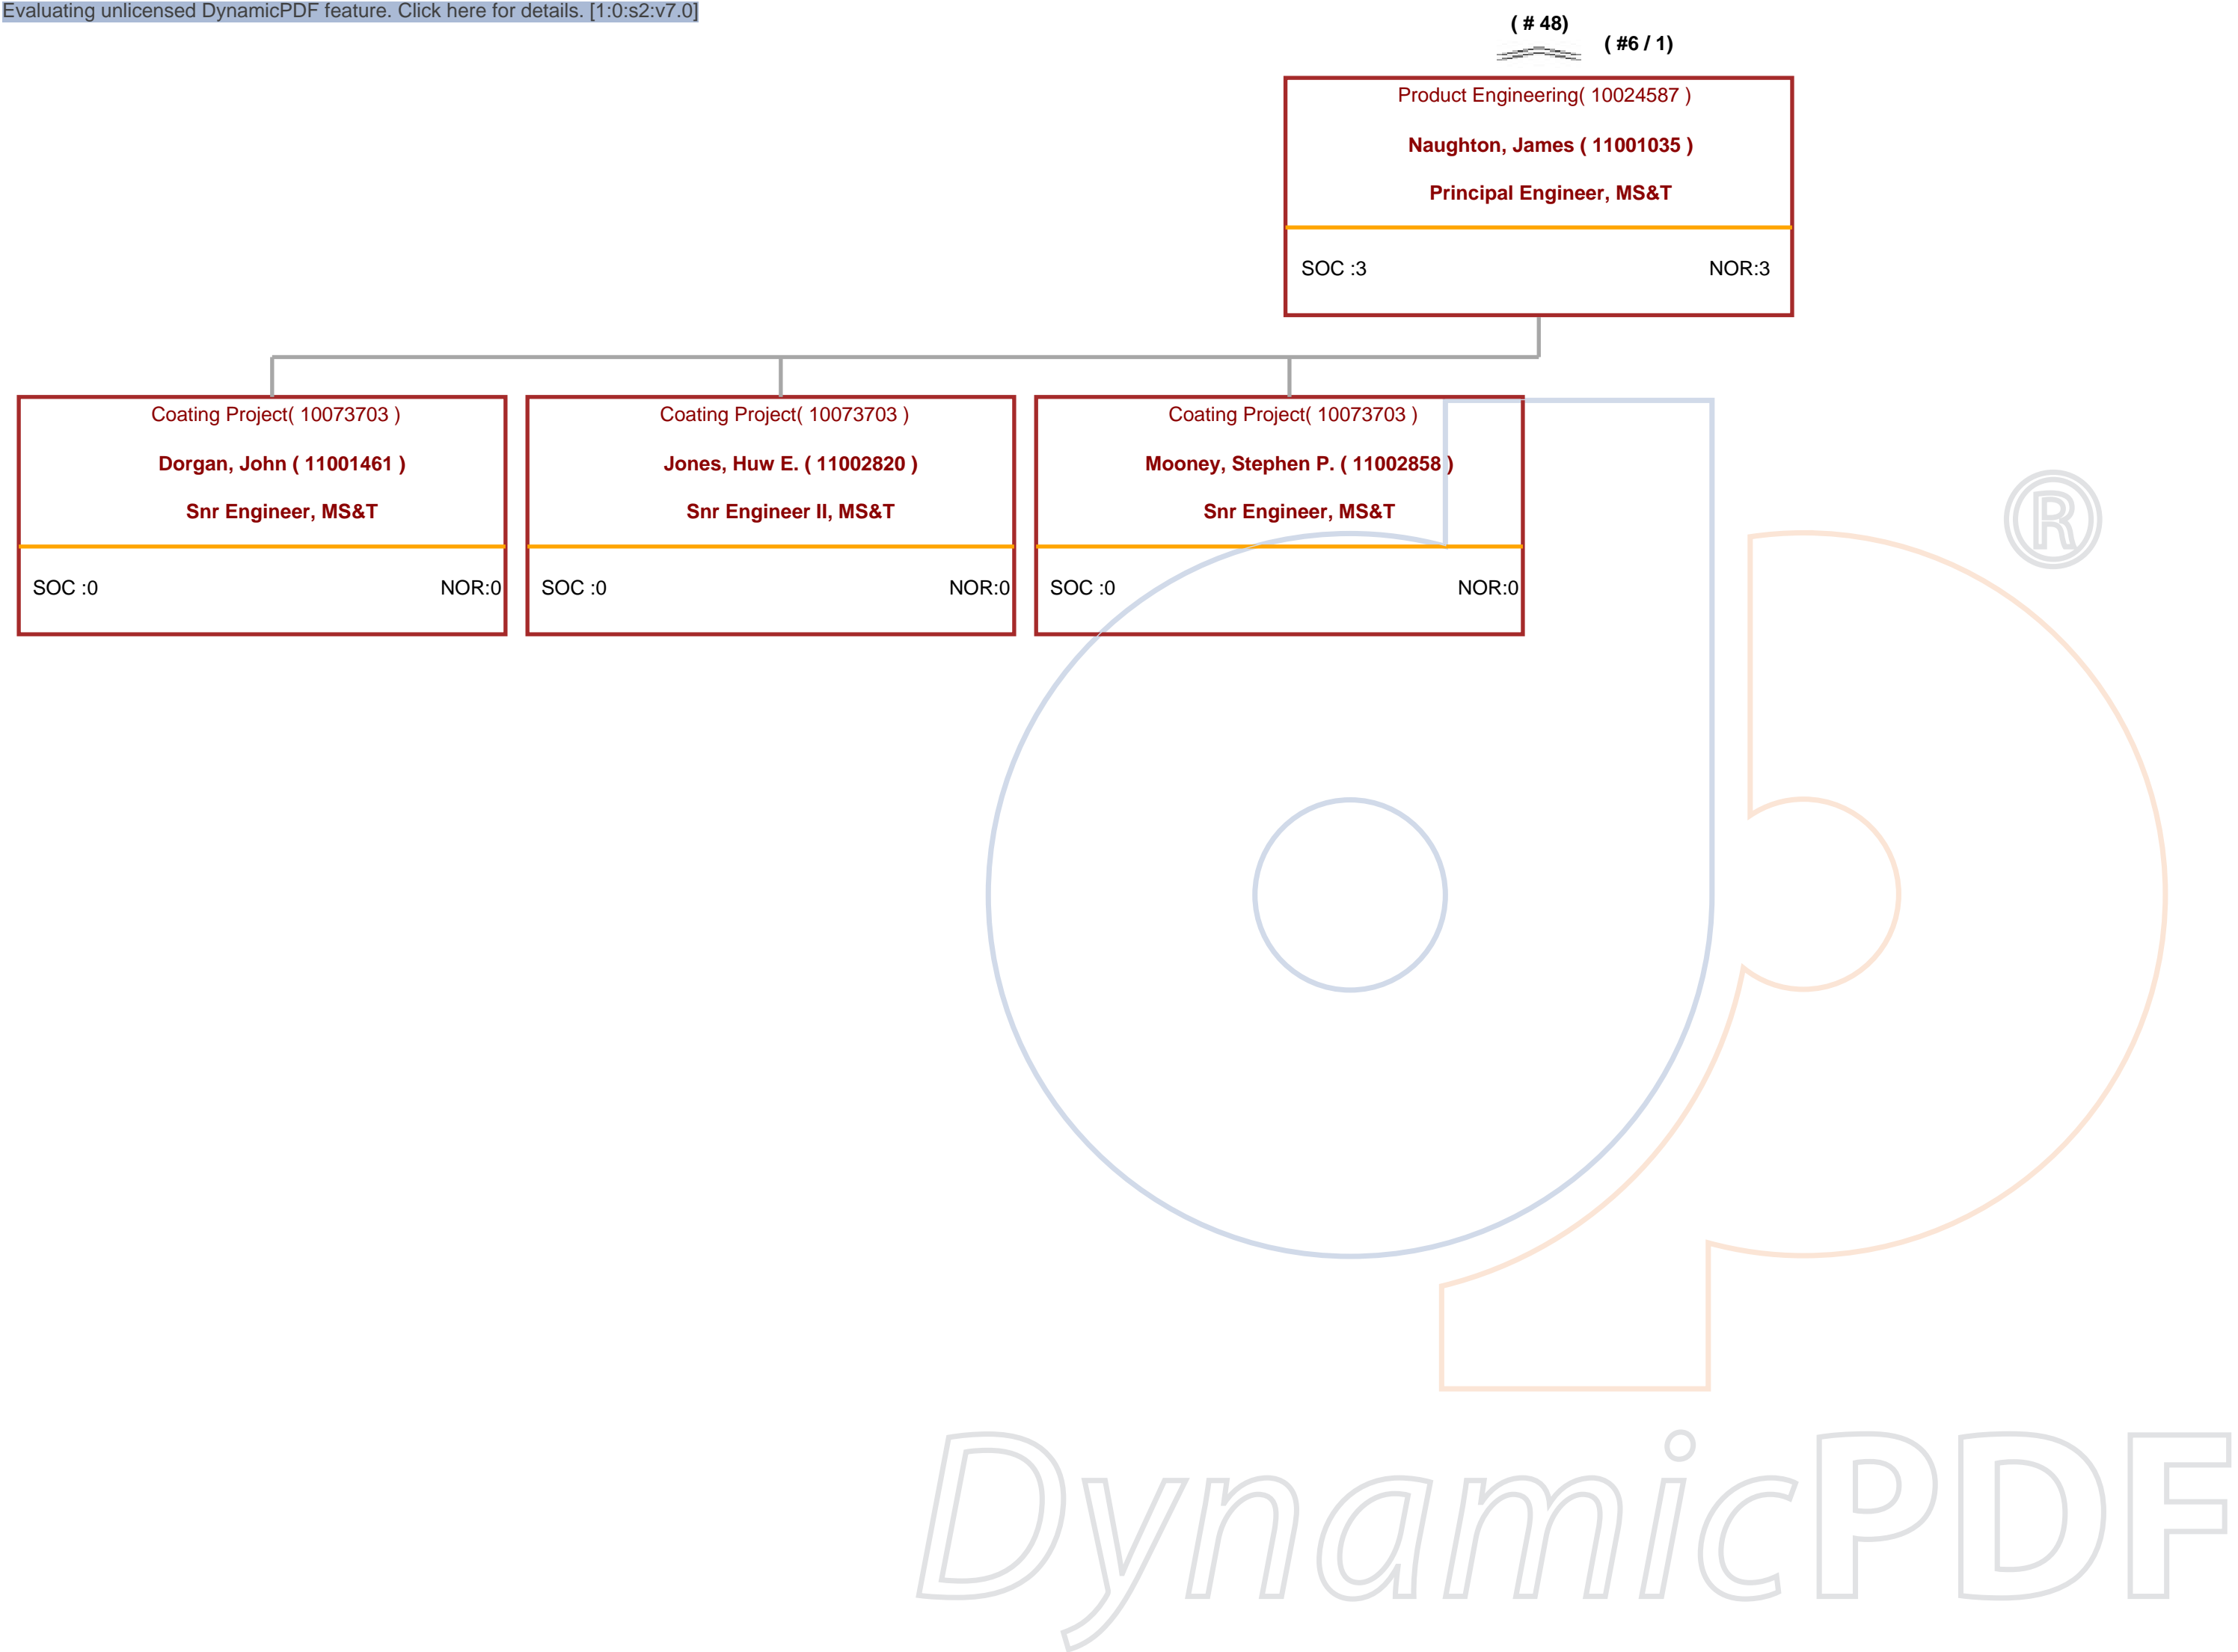 Evaluating unlicensed DynamicPDF feature. Click here for details. [1:0:s2:v7.0]
( # 48)
( #6 / 1)
Product Engineering( 10024587 )
Naughton, James ( 11001035 )
Principal Engineer, MS&T
SOC :3 NOR:3
Coating Project( 10073703 )
Dorgan, John ( 11001461 )
Snr Engineer, MS&T
SOC :0 NOR:0
Coating Project( 10073703 )
Jones, Huw E. ( 11002820 )
Snr Engineer II, MS&T
SOC :0 NOR:0
Coating Project( 10073703 )
Mooney, Stephen P. ( 11002858 )
Snr Engineer, MS&T
SOC :0 NOR:0
®
DynamicPDF